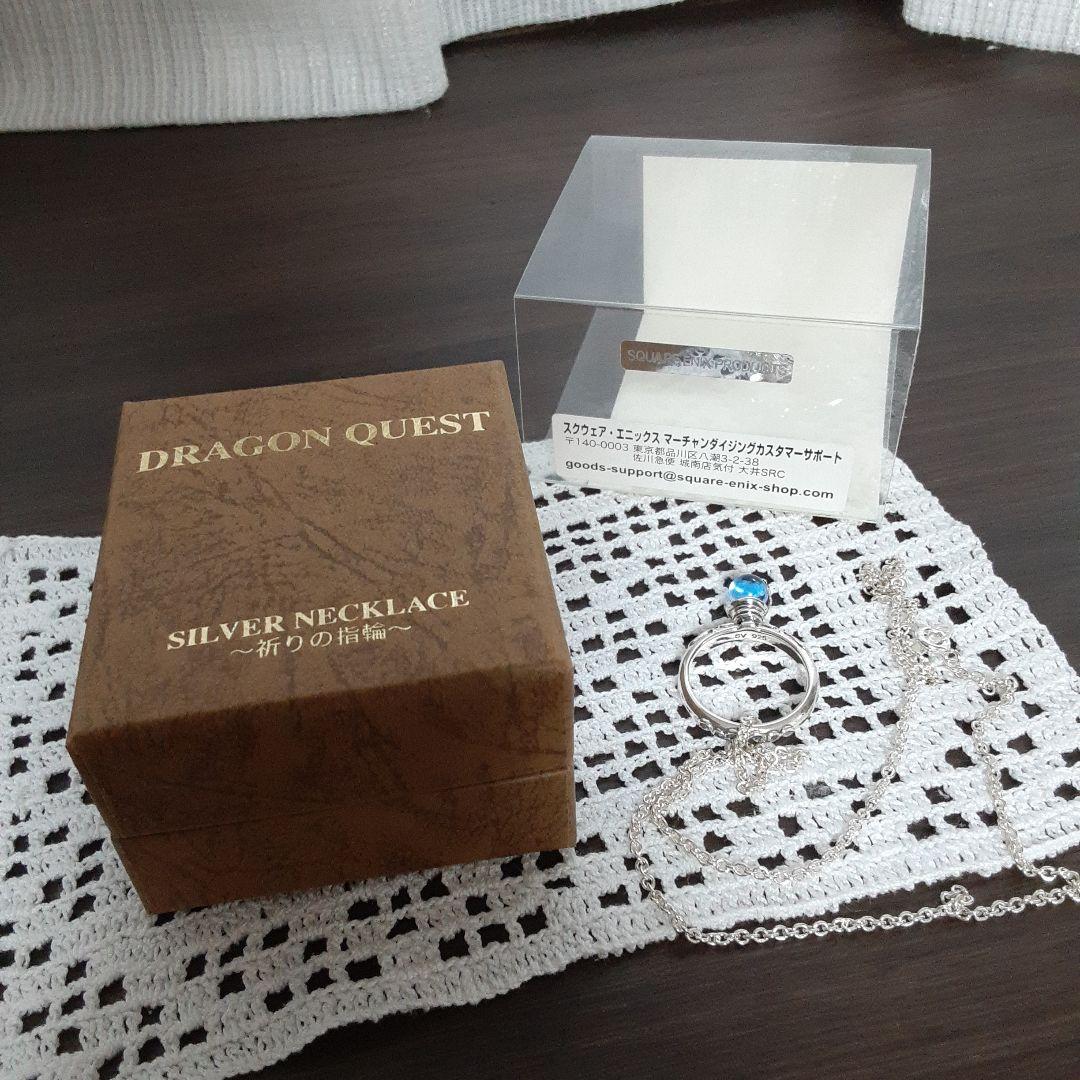 DRAGON QUEST
SILVER NECKLACE
～祈りの指輪～
SQUARE ENIX PRODUCTS
スクウェア・エニックス マーチャンダイジングカスタマーサポート
〒140-0003 東京都品川区八潮3-2-38
佐川急便 城南店気付 大井SRC
goods-support@square-enix-shop.com
SV 925